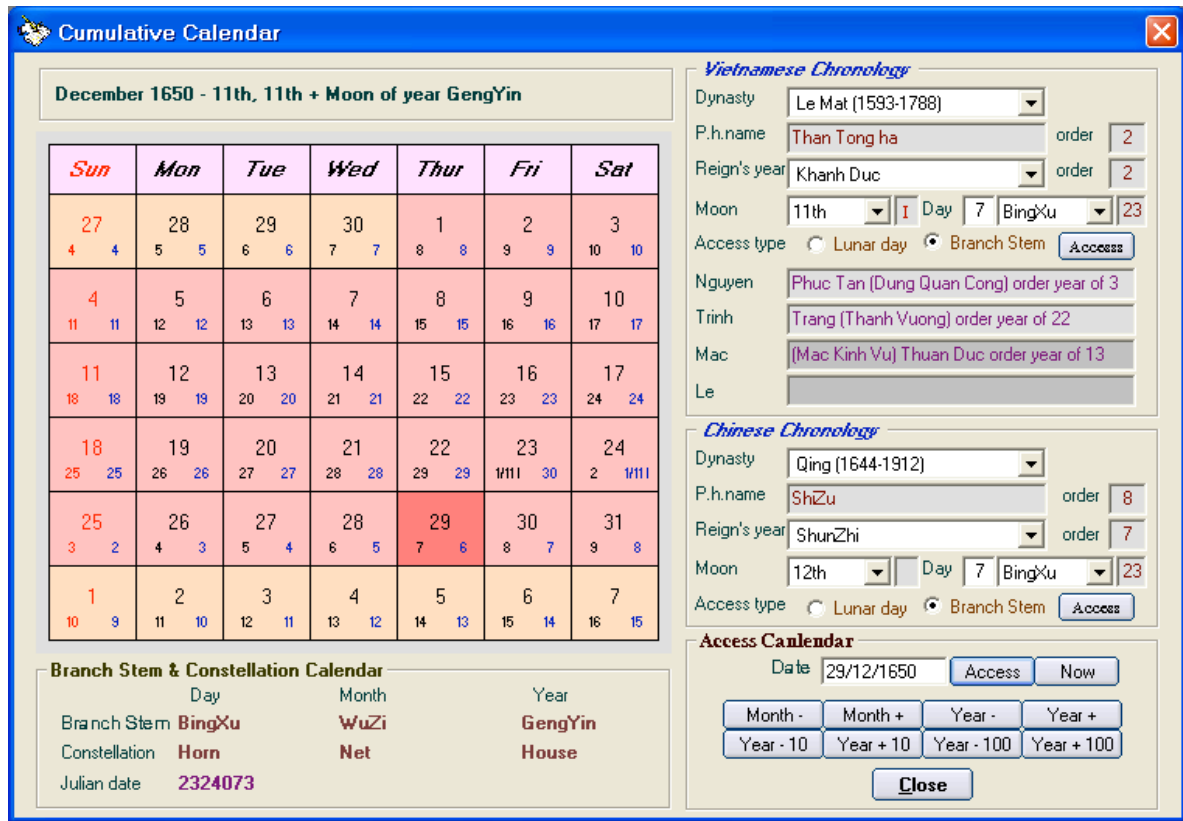 Cumulative Calendar
December 1650 - 11th, 11th + Moon of year GengYin
Sun Mon Tue Wed Thur Fri Sat
27 28 29 30 1 2 3
4 4 5 5 6 6 7 7 8 8 9 9 10 10
4 5 6 7 8 9 10
11 11 12 12 13 13 14 14 15 15 16 16 17 17
11 12 13 14 15 16 17
18 18 19 19 20 20 21 21 22 22 23 23 24 24
18 19 20 21 22 23 24
25 25 26 26 27 27 28 28 29 29 1/11 I 30 2 1/11 I
25 26 27 28 29 30 31
3 2 4 3 5 4 6 5 7 6 8 7 9 8
1 2 3 4 5 6 7
10 9 11 10 12 11 13 12 14 13 15 14 16 15
Branch Stem & Constellation Calendar
Day Month Year
Branch Stem BingXu WuZi GengYin
Constellation Horn Net House
Julian date 2324073
Vietnamese Chronology
Dynasty Le Mat (1593-1788)
P.h.name Than Tong ha order 2
Reign's year Khanh Duc order 2
Moon 11th I Day 7 BingXu 23
Access type Lunar day Branch Stem Access
Nguyen Phuc Tan (Dung Quan Cong) order year of 3
Trinh Trang (Thanh Vuong) order year of 22
Mac (Mac Kinh Vu) Thuan Duc order year of 13
Le
Chinese Chronology
Dynasty Qing (1644-1912)
P.h.name ShiZu order 8
Reign's year ShunZhi order 7
Moon 12th Day 7 BingXu 23
Access type Lunar day Branch Stem Access
Access Canlendar
Date 29/12/1650 Access Now
Month - Month + Year - Year +
Year - 10 Year + 10 Year - 100 Year + 100
Close